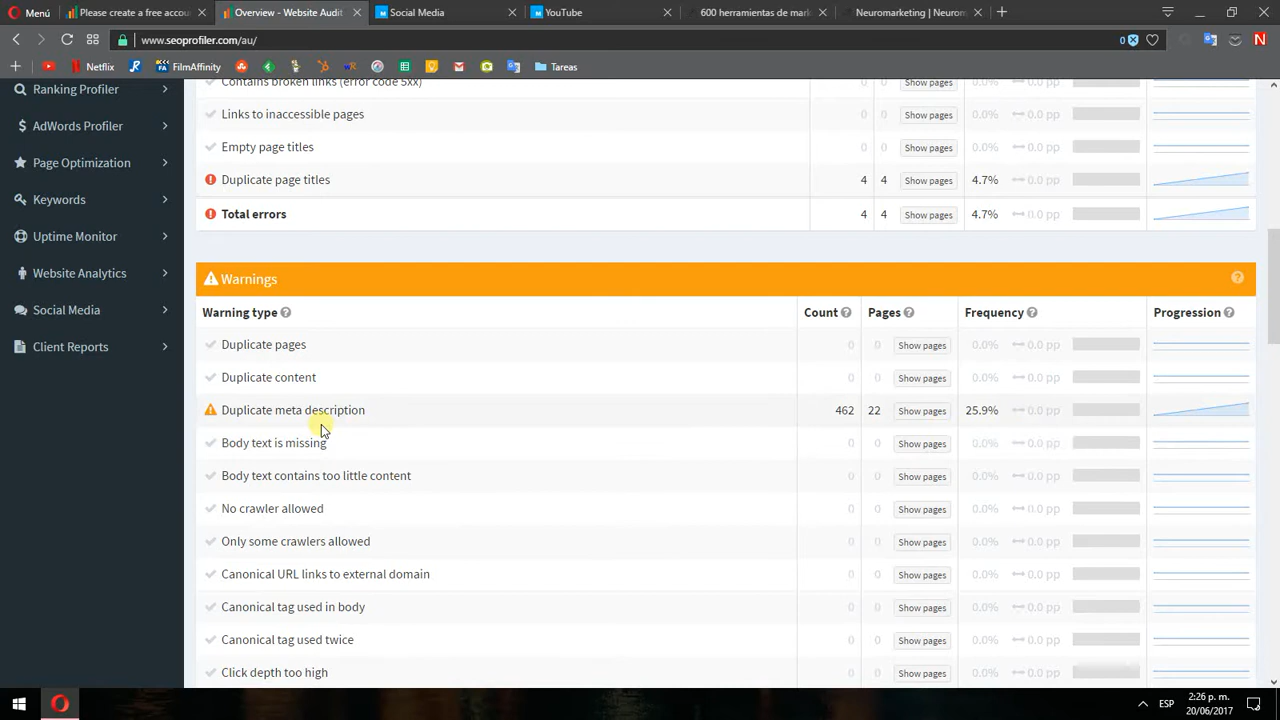 Menú
Please create a free accou
Overview - Website Audit
Social Media
YouTube
600 herramientas de mark
Neuromarketing | Neurom
www.seoprofiler.com/au/
0
Netflix
FilmAffinity
Tareas
Ranking Profiler
AdWords Profiler
Page Optimization
Keywords
Uptime Monitor
Website Analytics
Social Media
Client Reports
Contains broken links (error code 5xx) 0 0 Show pages 0.0% 0.0 pp
Links to inaccessible pages 0 0 Show pages 0.0% 0.0 pp
Empty page titles 0 0 Show pages 0.0% 0.0 pp
Duplicate page titles 4 4 Show pages 4.7% 0.0 pp
Total errors 4 4 Show pages 4.7% 0.0 pp
Warnings
Warning type Count Pages Frequency Progression
Duplicate pages 0 0 Show pages 0.0% 0.0 pp
Duplicate content 0 0 Show pages 0.0% 0.0 pp
Duplicate meta description 462 22 Show pages 25.9% 0.0 pp
Body text is missing 0 0 Show pages 0.0% 0.0 pp
Body text contains too little content 0 0 Show pages 0.0% 0.0 pp
No crawler allowed 0 0 Show pages 0.0% 0.0 pp
Only some crawlers allowed 0 0 Show pages 0.0% 0.0 pp
Canonical URL links to external domain 0 0 Show pages 0.0% 0.0 pp
Canonical tag used in body 0 0 Show pages 0.0% 0.0 pp
Canonical tag used twice 0 0 Show pages 0.0% 0.0 pp
Click depth too high 0 0 Show pages 0.0% 0.0 pp
ESP
2:26 p. m.
20/06/2017